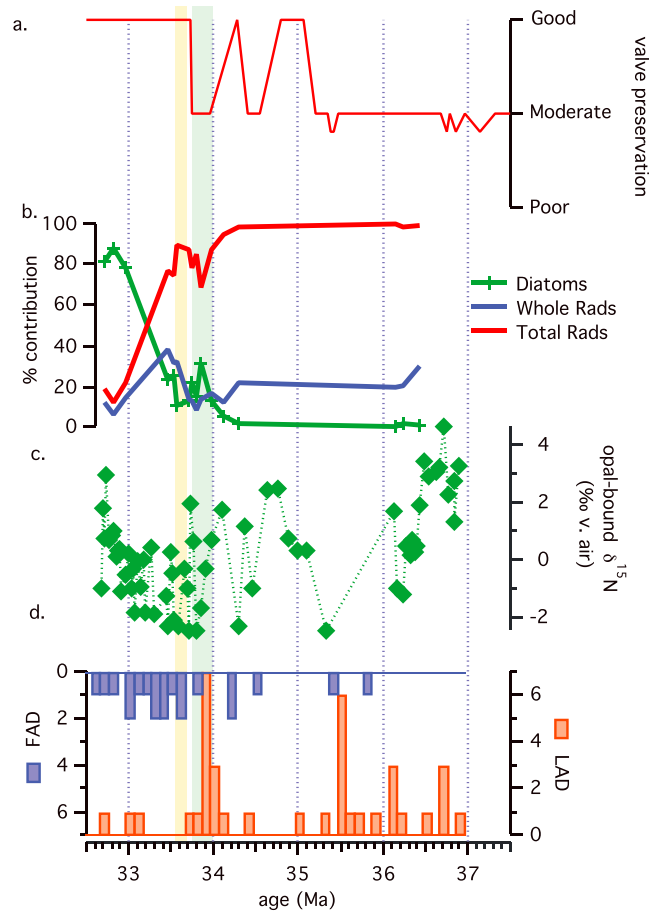 a.
Good
Moderate
Poor
valve preservation
b.
100
80
60
40
20
0
% contribution
Diatoms
Whole Rads
Total Rads
c.
4
2
0
-2
opal-bound δ15N
(‰ v. air)
d.
0
2
4
6
FAD
6
4
2
0
LAD
33
34
35
36
37
age (Ma)